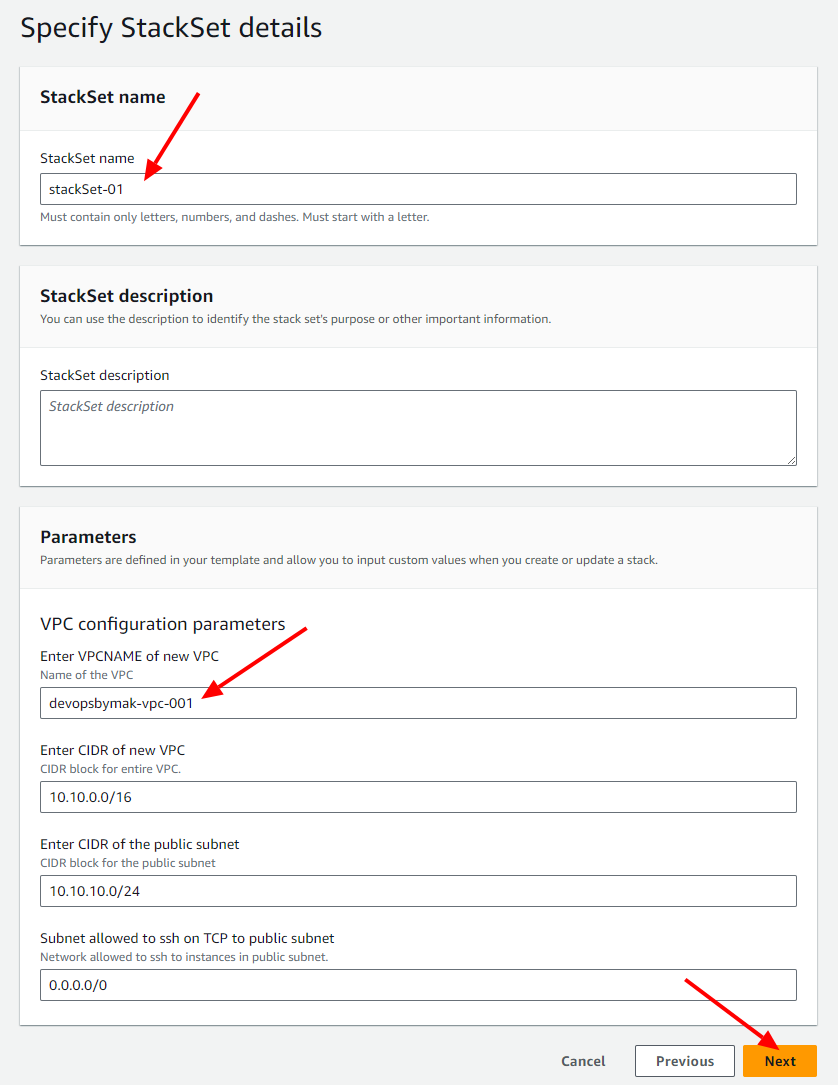 Specify StackSet details
StackSet name
StackSet name
stackSet-01
Must contain only letters, numbers, and dashes. Must start with a letter.
StackSet description
You can use the description to identify the stack set's purpose or other important information.
StackSet description
StackSet description
Parameters
Parameters are defined in your template and allow you to input custom values when you create or update a stack.
VPC configuration parameters
Enter VPCNAME of new VPC
Name of the VPC
devopsbymak-vpc-001
Enter CIDR of new VPC
CIDR block for entire VPC.
10.10.0.0/16
Enter CIDR of the public subnet
CIDR block for the public subnet
10.10.10.0/24
Subnet allowed to ssh on TCP to public subnet
Network allowed to ssh to instances in public subnet.
0.0.0.0/0
Cancel Previous Next